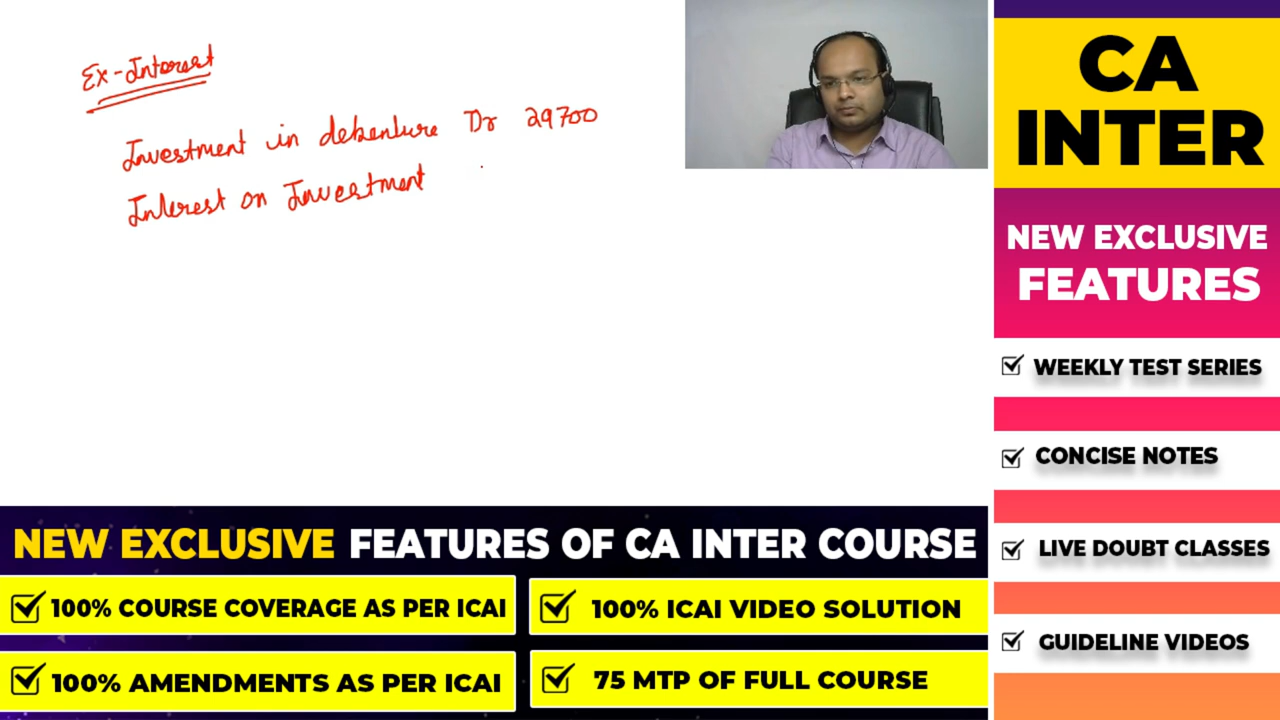 Ex-Interest
Investment in debenture Dr 29700
Interest on Investment
CA
INTER
NEW EXCLUSIVE
FEATURES
WEEKLY TEST SERIES
CONCISE NOTES
LIVE DOUBT CLASSES
GUIDELINE VIDEOS
NEW EXCLUSIVE FEATURES OF CA INTER COURSE
100% COURSE COVERAGE AS PER ICAI
100% ICAI VIDEO SOLUTION
100% AMENDMENTS AS PER ICAI
75 MTP OF FULL COURSE